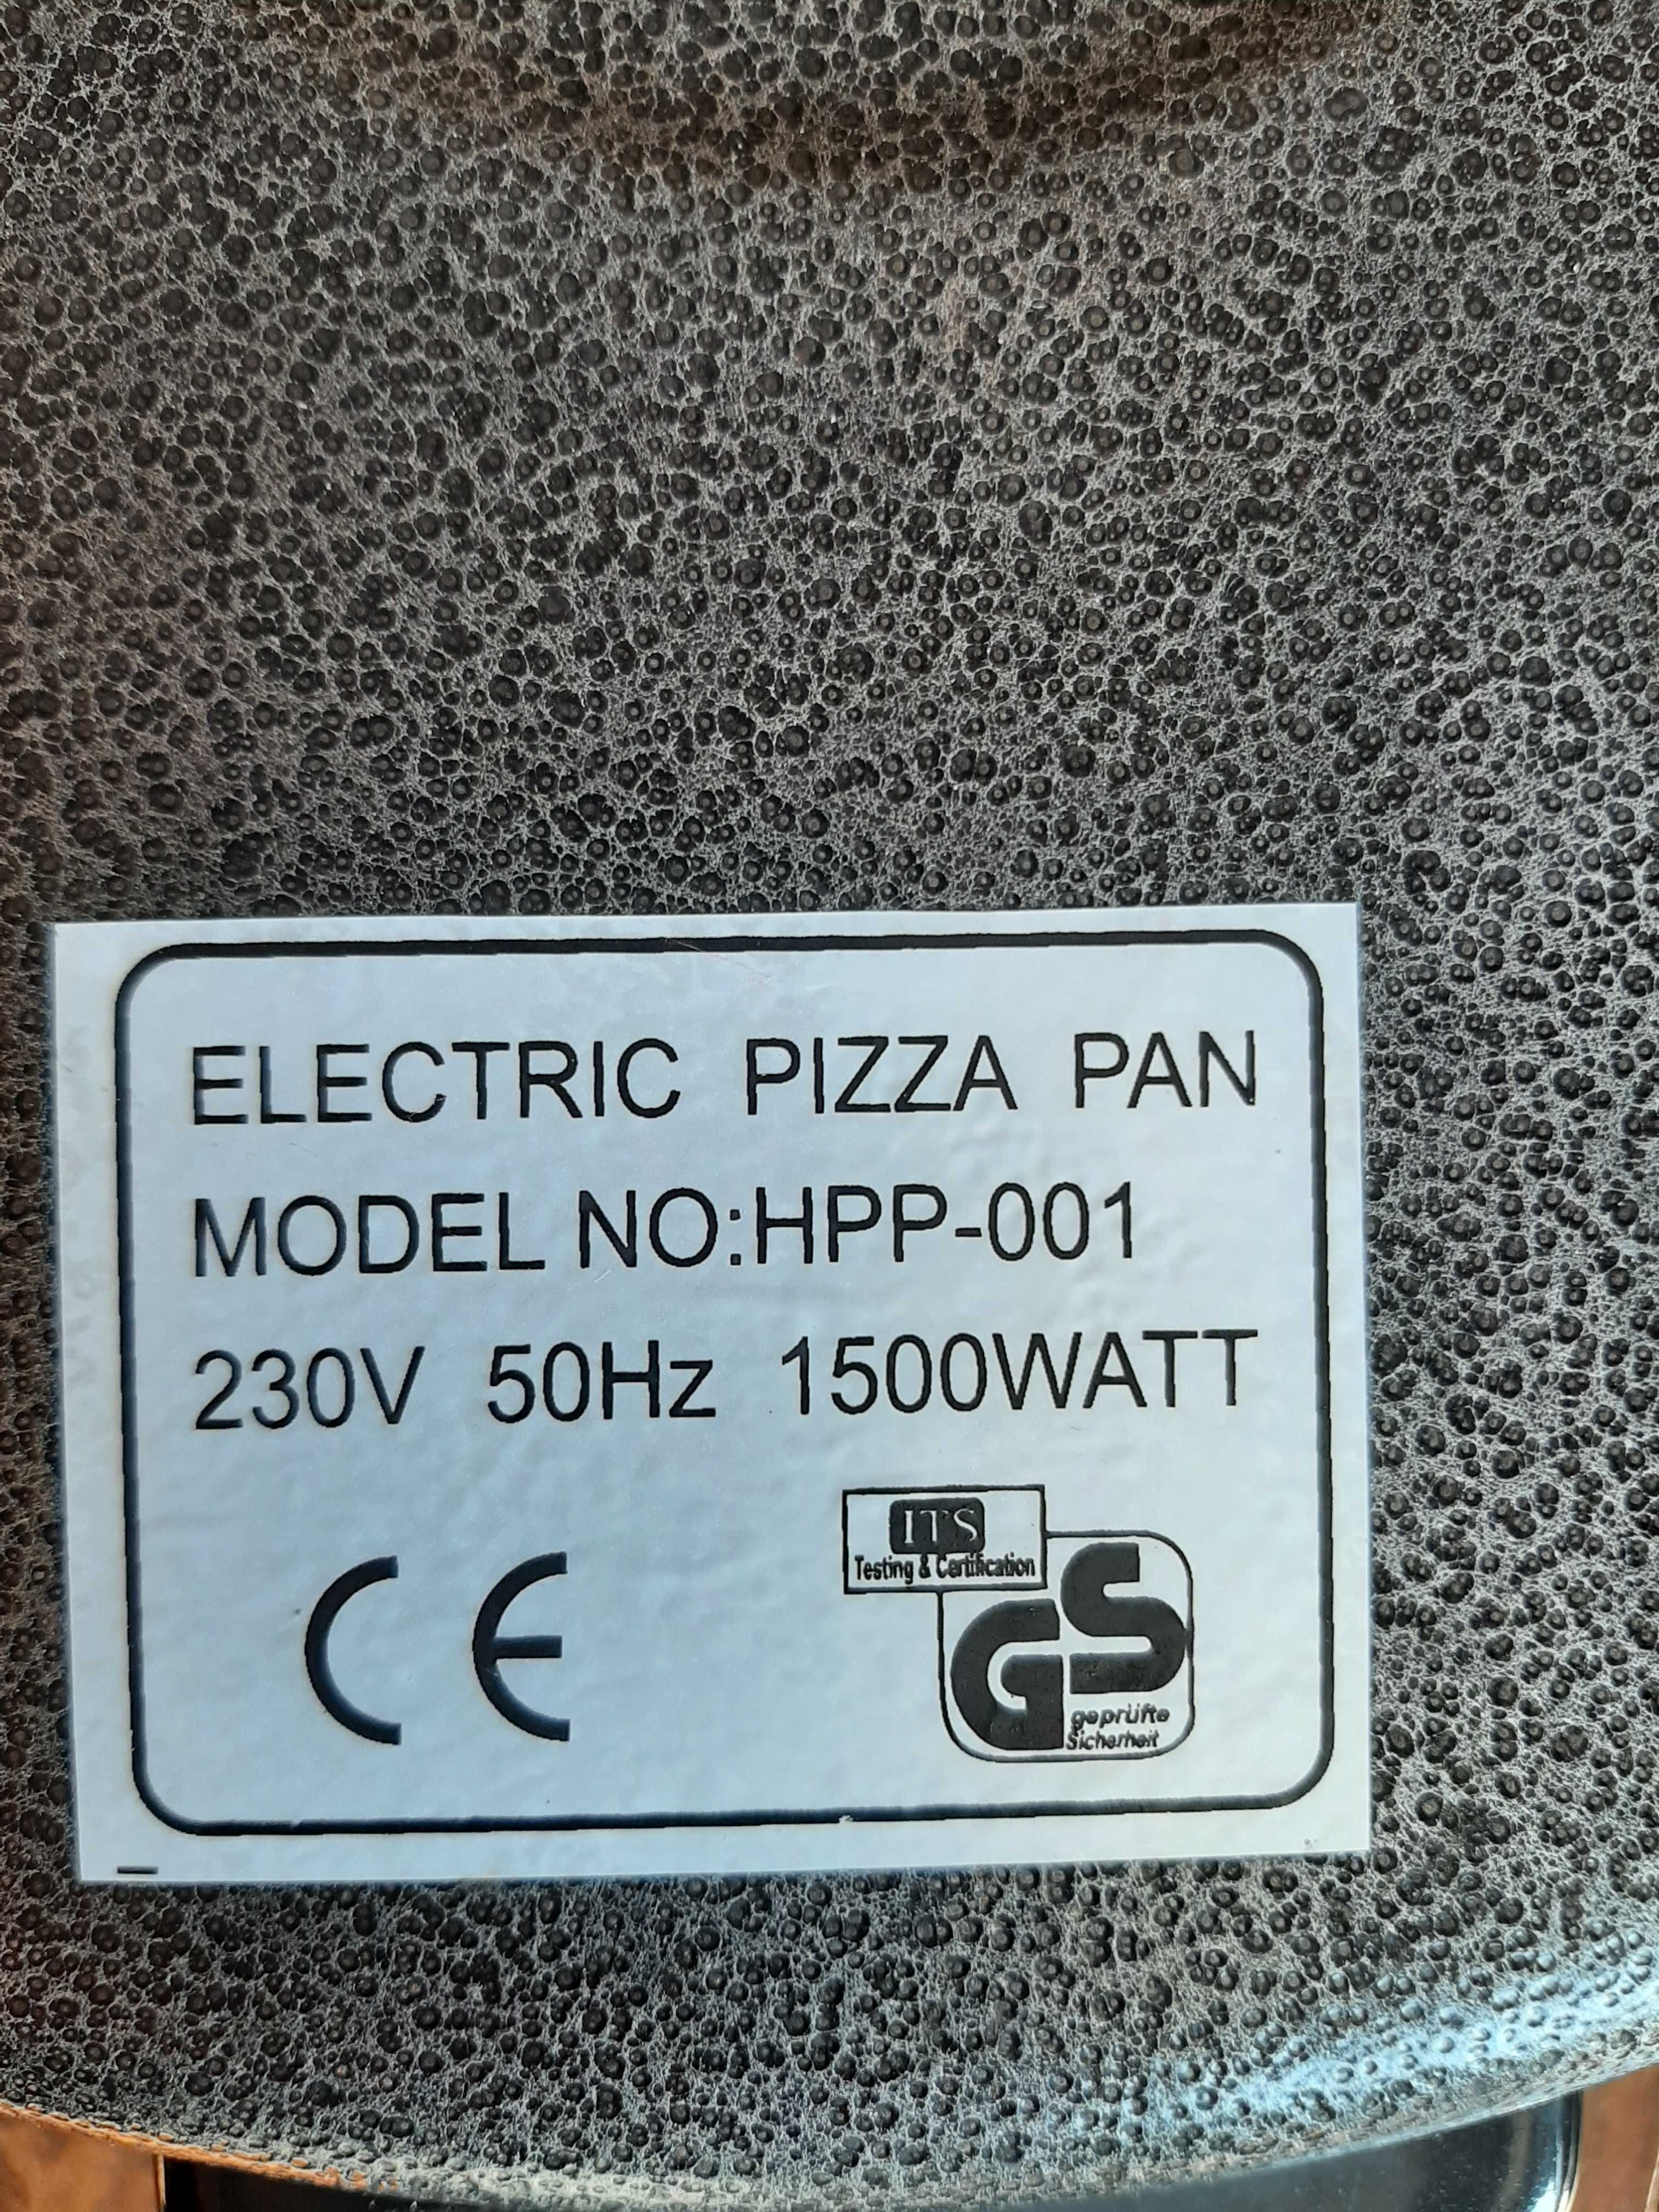 ELECTRIC PIZZA PAN
MODEL NO:HPP-001
230V 50Hz 1500WATT
CE
ITS
Testing & Certification
GS
geprüfte
Sicherheit